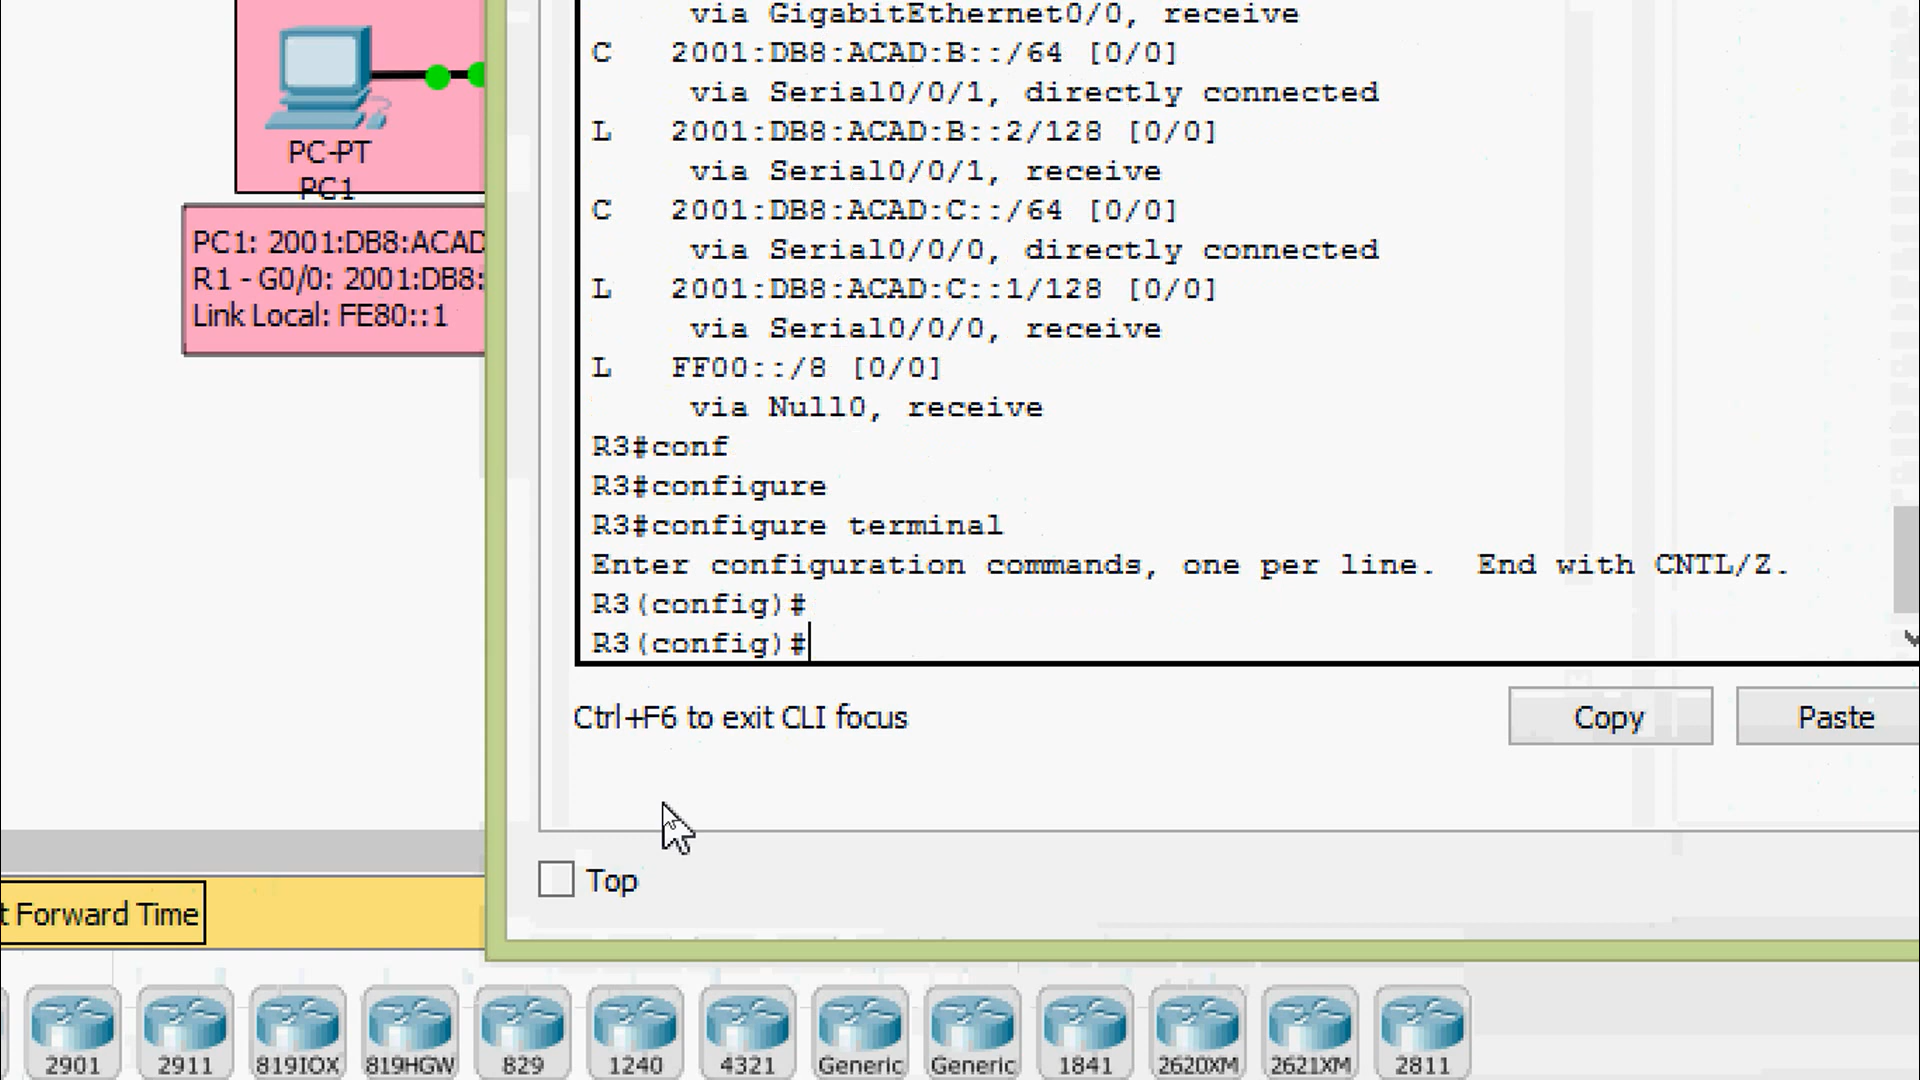 via GigabitEthernet0/0, receive
C 2001:DB8:ACAD:B::/64 [0/0]
via Serial0/0/1, directly connected
L 2001:DB8:ACAD:B::2/128 [0/0]
via Serial0/0/1, receive
C 2001:DB8:ACAD:C::/64 [0/0]
via Serial0/0/0, directly connected
L 2001:DB8:ACAD:C::1/128 [0/0]
via Serial0/0/0, receive
L FF00::/8 [0/0]
via Null0, receive
R3#conf
R3#configure
R3#configure terminal
Enter configuration commands, one per line. End with CNTL/Z.
R3(config)#
R3(config)#
PC-PT
PC1
PC1: 2001:DB8:ACAD
R1 - G0/0: 2001:DB8:
Link Local: FE80::1
Ctrl+F6 to exit CLI focus
Copy
Paste
Top
t Forward Time
2901
2911
819IOX
819HGW
829
1240
4321
Generic
Generic
1841
2620XM
2621XM
2811